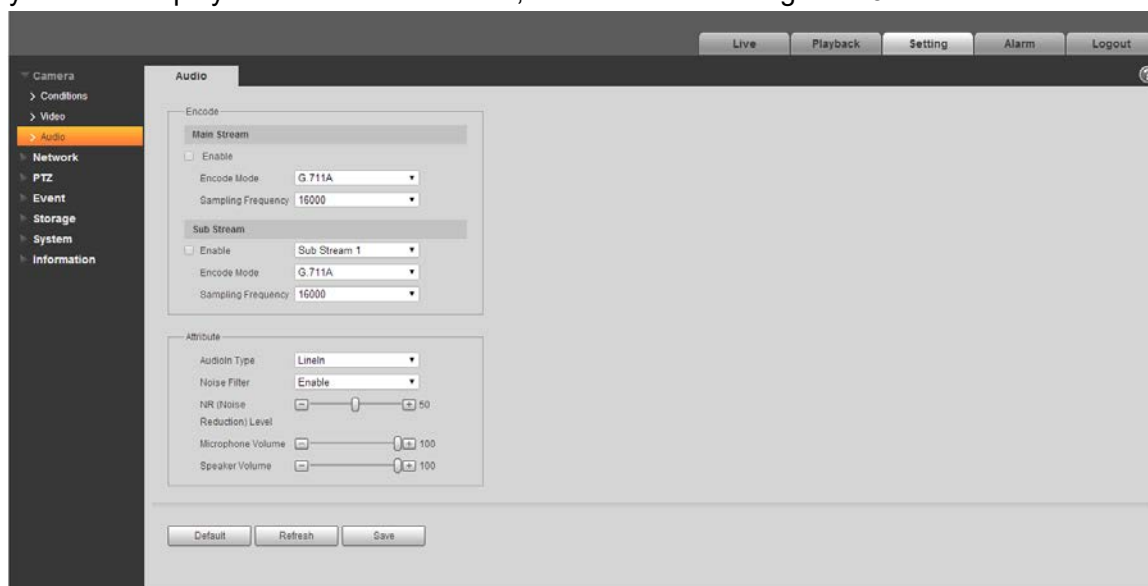 Live Playback Setting Alarm Logout
Camera
> Conditions
> Video
> Audio
Network
PTZ
Event
Storage
System
Information
Audio
Encode
Main Stream
Enable
Encode Mode G.711A
Sampling Frequency 16000
Sub Stream
Enable Sub Stream 1
Encode Mode G.711A
Sampling Frequency 16000
Attribute
AudioIn Type LineIn
Noise Filter Enable
NR (Noise 50
Reduction) Level
Microphone Volume 100
Speaker Volume 100
Default Refresh Save